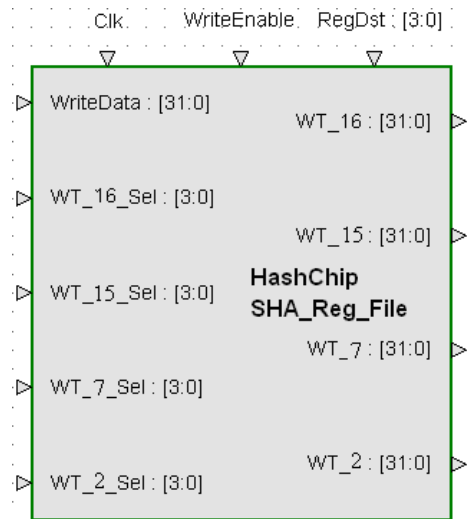 Clk WriteEnable RegDst : [3:0]
WriteData : [31:0]
WT_16 : [31:0]
WT_16_Sel : [3:0]
WT_15 : [31:0]
WT_15_Sel : [3:0]
HashChip
SHA_Reg_File
WT_7 : [31:0]
WT_7_Sel : [3:0]
WT_2 : [31:0]
WT_2_Sel : [3:0]